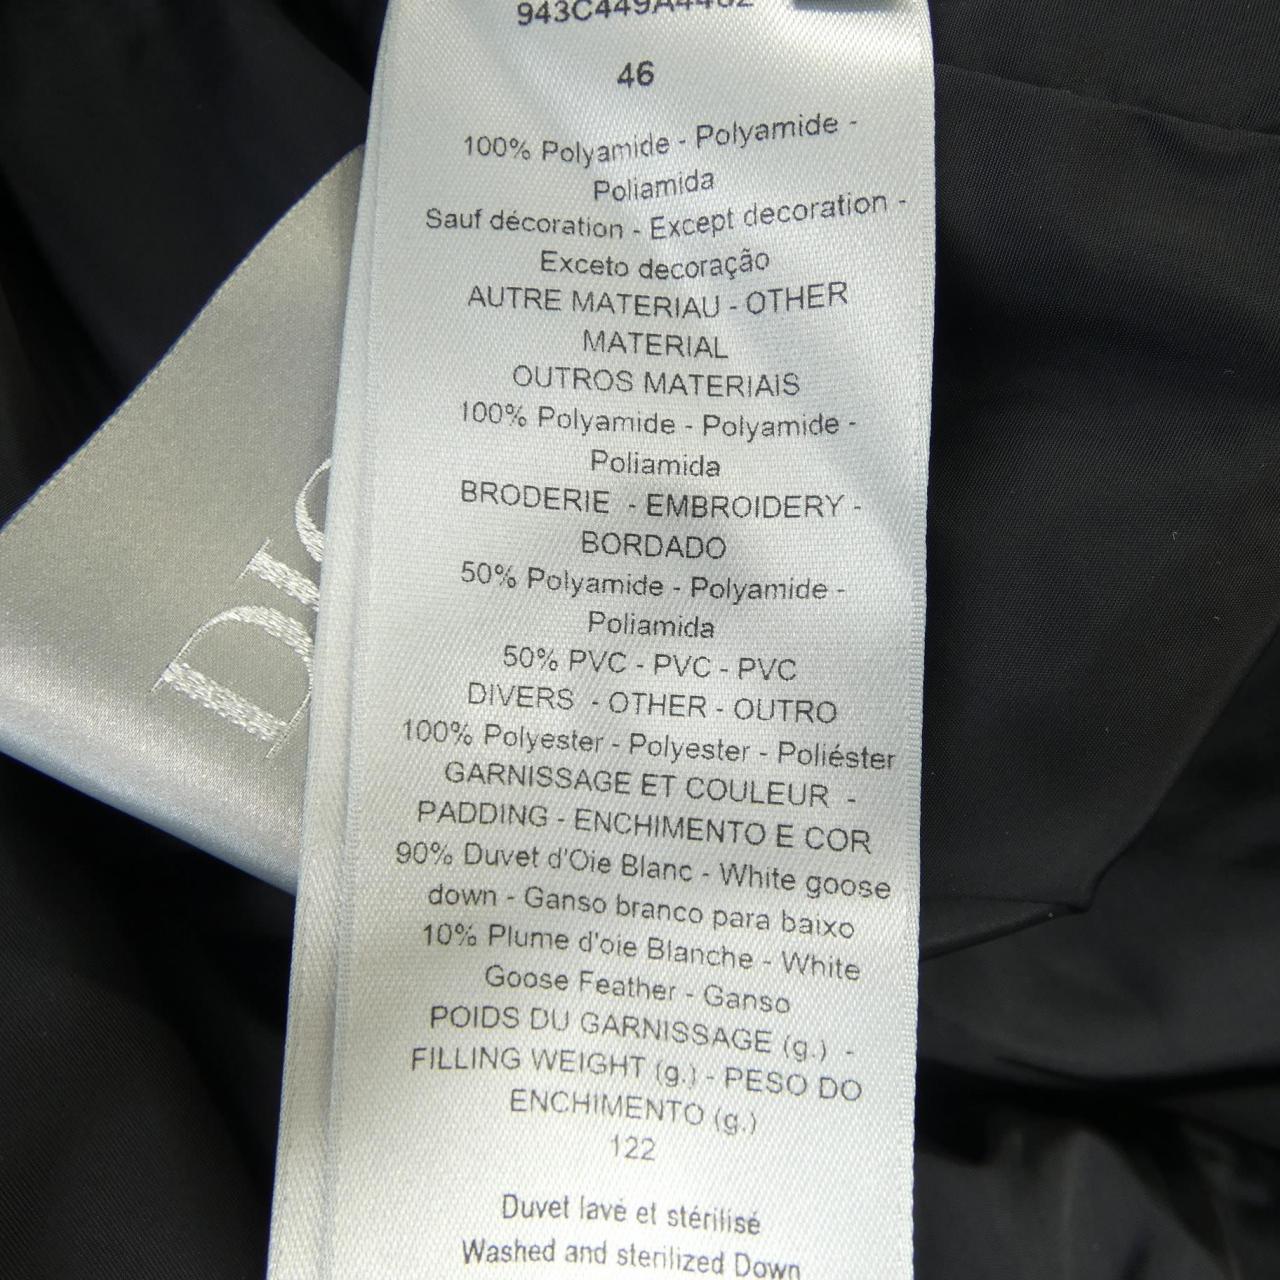 46
100% Polyamide - Polyamide -
Poliamida
Sauf décoration - Except decoration -
Exceto decoração
AUTRE MATERIAU - OTHER
MATERIAL
OUTROS MATERIAIS
100% Polyamide - Polyamide -
Poliamida
BRODERIE - EMBROIDERY -
BORDADO
50% Polyamide - Polyamide -
Poliamida
50% PVC - PVC - PVC
DIVERS - OTHER - OUTRO
100% Polyester - Polyester - Poliéster
GARNISSAGE ET COULEUR -
PADDING - ENCHIMENTO E COR
90% Duvet d'Oie Blanc - White goose
down - Ganso branco para baixo
10% Plume d'oie Blanche - White
Goose Feather - Ganso
POIDS DU GARNISSAGE (g.) -
FILLING WEIGHT (g.) - PESO DO
ENCHIMENTO (g.)
122
Duvet lavé et stérilisé
Washed and sterilized Down